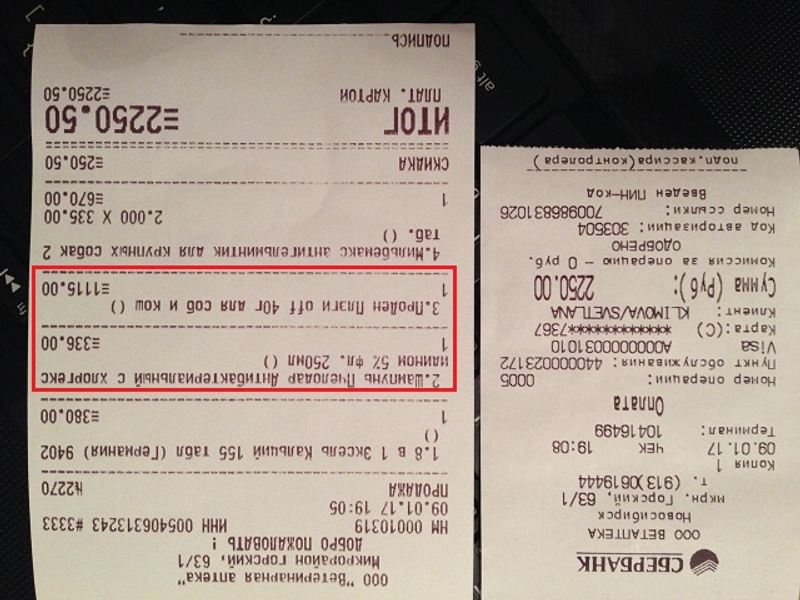 СБЕРБАНК
ООО ВЕТАПТЕКА
Новосибирск
мкрн. Горский, 63/1
т. (913)0619444
Копия 1
09.01.17 ЧЕК 19:08
Терминал: 10416499
Оплата
Номер операции: 0005
Пункт обслуживания: 440000023172
Visa A0000000031010
Карта:(С) ************7367
Клиент: KLIMOVA/SVETLANA
Сумма (Руб): 2250.00
Комиссия за операцию - 0 руб.
ОДОБРЕНО
Код авторизации: 303504
Номер ссылки: 700986831026
Введен ПИН-код
подп.кассира(контролера)
ООО "Ветеринарная аптека"
Микрорайон Горский, 63/1
ДОБРО ПОЖАЛОВАТЬ !
НМ 00010319 ИНН 005406313243 #3333
09.01.17 19:05
ПРОДАЖА №2270
1.8 в 1 Эксель Кальций 155 табл (Германия) 9402
()
1 ≡380.00
2.Шампунь Пчелодар Антибактериальный с хлоргекс
идином 5% Фл. 250мл ()
1 ≡336.00
3.Проден Плэги off 40г для соб и кош ()
1 ≡1115.00
4.Мильбемакс антигельминтик для крупных собак 2
таб. ()
2.000 X 335.00
1 ≡670.00
СКИДКА ≡250.50
ИТОГ ≡2250.50
ПЛАТ. КАРТОЙ ≡2250.50
ПОДПИСЬ
alt gr